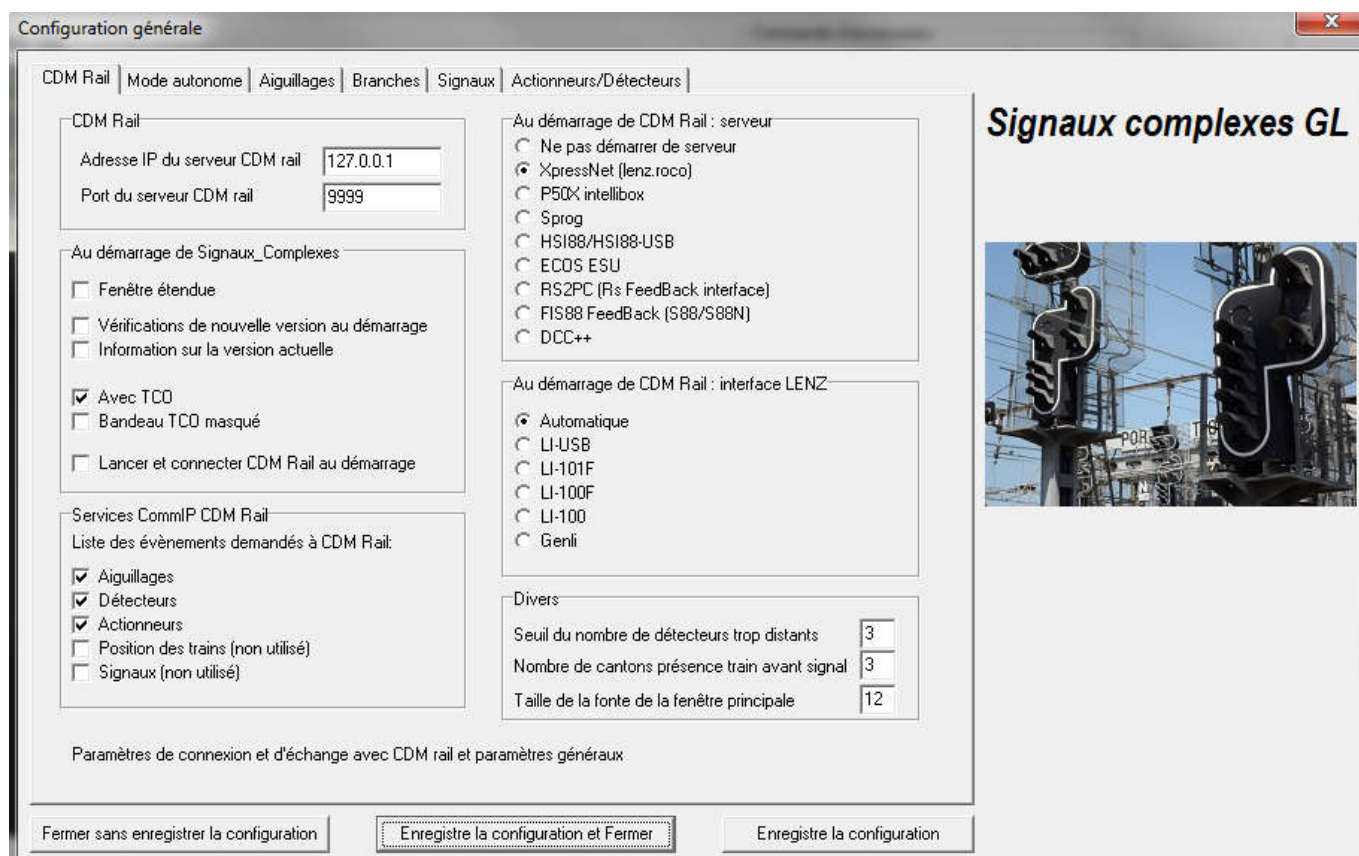 Configuration générale
CDM Rail
Mode autonome
Aiguillages
Branches
Signaux
Actionneurs/Détecteurs
CDM Rail
Adresse IP du serveur CDM rail
127.0.0.1
Port du serveur CDM rail
9999
Au démarrage de Signaux_Complexes
Fenêtre étendue
Vérifications de nouvelle version au démarrage
Information sur la version actuelle
Avec TCO
Bandeau TCO masqué
Lancer et connecter CDM Rail au démarrage
Services CommIP CDM Rail
Liste des évènements demandés à CDM Rail:
Aiguillages
Détecteurs
Actionneurs
Position des trains (non utilisé)
Signaux (non utilisé)
Au démarrage de CDM Rail : serveur
Ne pas démarrer de serveur
XpressNet (lenz.roco)
P50X intellibox
Sprog
HSI88/HSI88-USB
ECOS ESU
RS2PC (Rs FeedBack interface)
FIS88 FeedBack (S88/S88N)
DCC++
Au démarrage de CDM Rail : interface LENZ
Automatique
LI-USB
LI-101F
LI-100F
LI-100
Genli
Divers
Seuil du nombre de détecteurs trop distants
3
Nombre de cantons présence train avant signal
3
Taille de la fonte de la fenêtre principale
12
Paramètres de connexion et d'échange avec CDM rail et paramètres généraux
Signaux complexes GL
Fermer sans enregistrer la configuration
Enregistre la configuration et Fermer
Enregistre la configuration